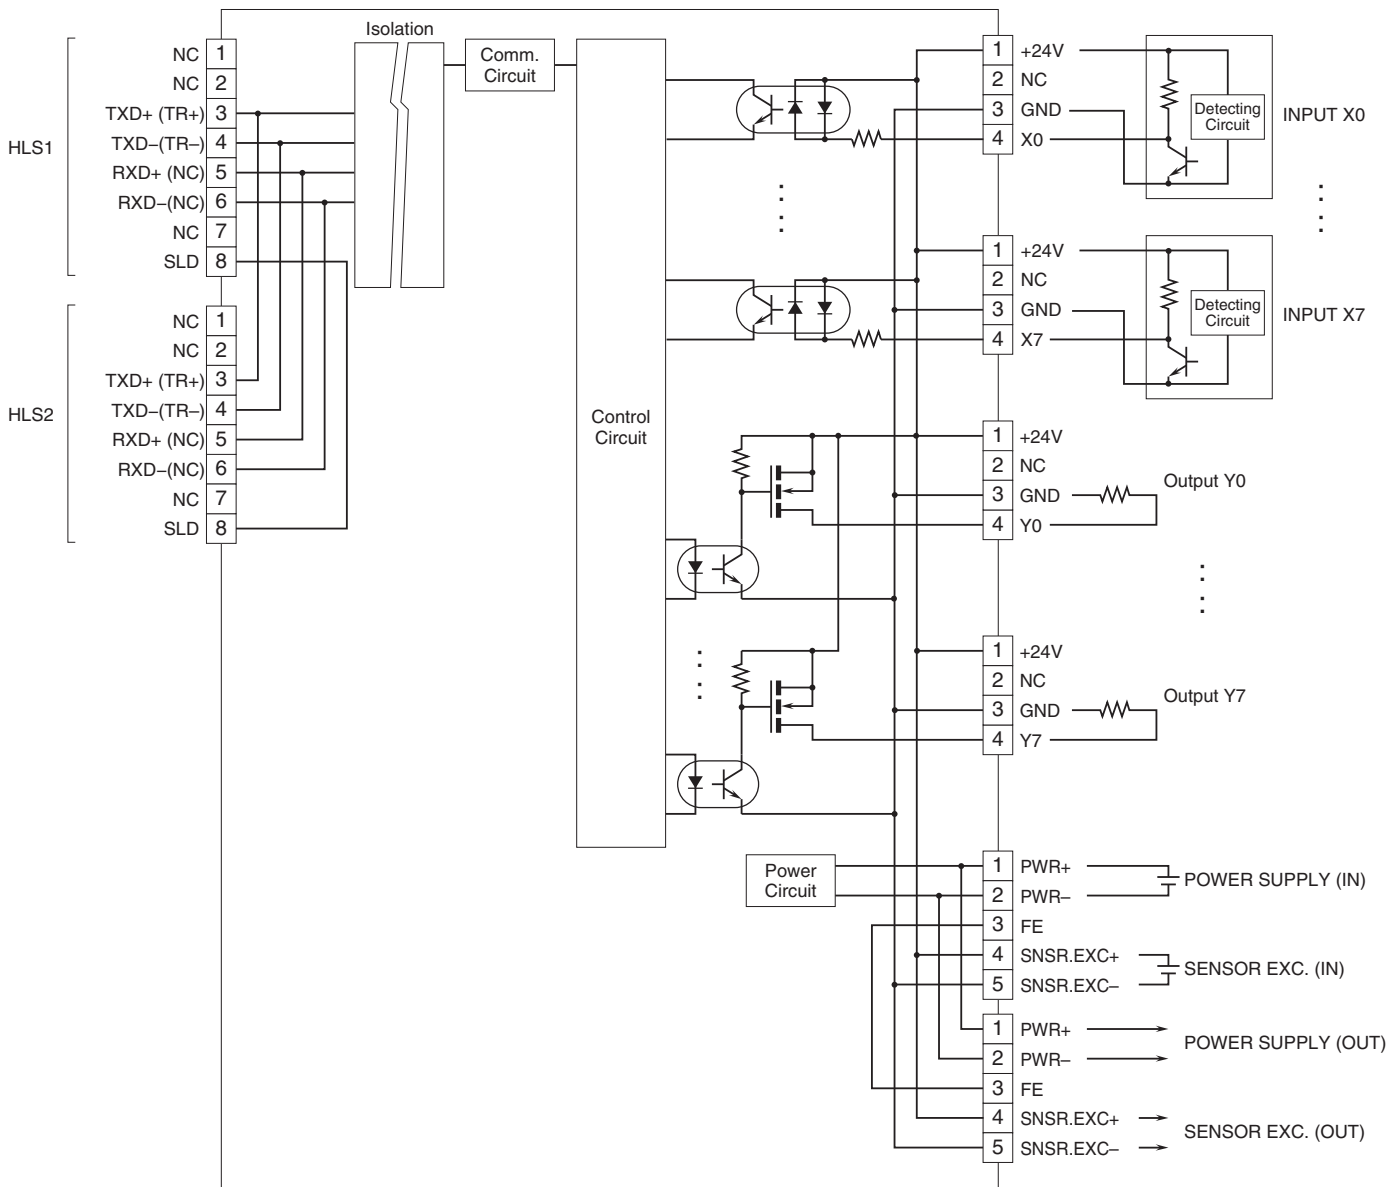 Isolation
Comm.
Circuit
Control
Circuit
HLS1
NC 1
NC 2
TXD+ (TR+) 3
TXD–(TR–) 4
RXD+ (NC) 5
RXD–(NC) 6
NC 7
SLD 8
HLS2
NC 1
NC 2
TXD+ (TR+) 3
TXD–(TR–) 4
RXD+ (NC) 5
RXD–(NC) 6
NC 7
SLD 8
1 +24V
2 NC
3 GND
4 X0
Detecting
Circuit
INPUT X0
1 +24V
2 NC
3 GND
4 X7
Detecting
Circuit
INPUT X7
1 +24V
2 NC
3 GND
4 Y0
Output Y0
1 +24V
2 NC
3 GND
4 Y7
Output Y7
Power
Circuit
1 PWR+
2 PWR–
3 FE
4 SNSR.EXC+
5 SNSR.EXC–
POWER SUPPLY (IN)
SENSOR EXC. (IN)
1 PWR+
2 PWR–
3 FE
4 SNSR.EXC+
5 SNSR.EXC–
POWER SUPPLY (OUT)
SENSOR EXC. (OUT)